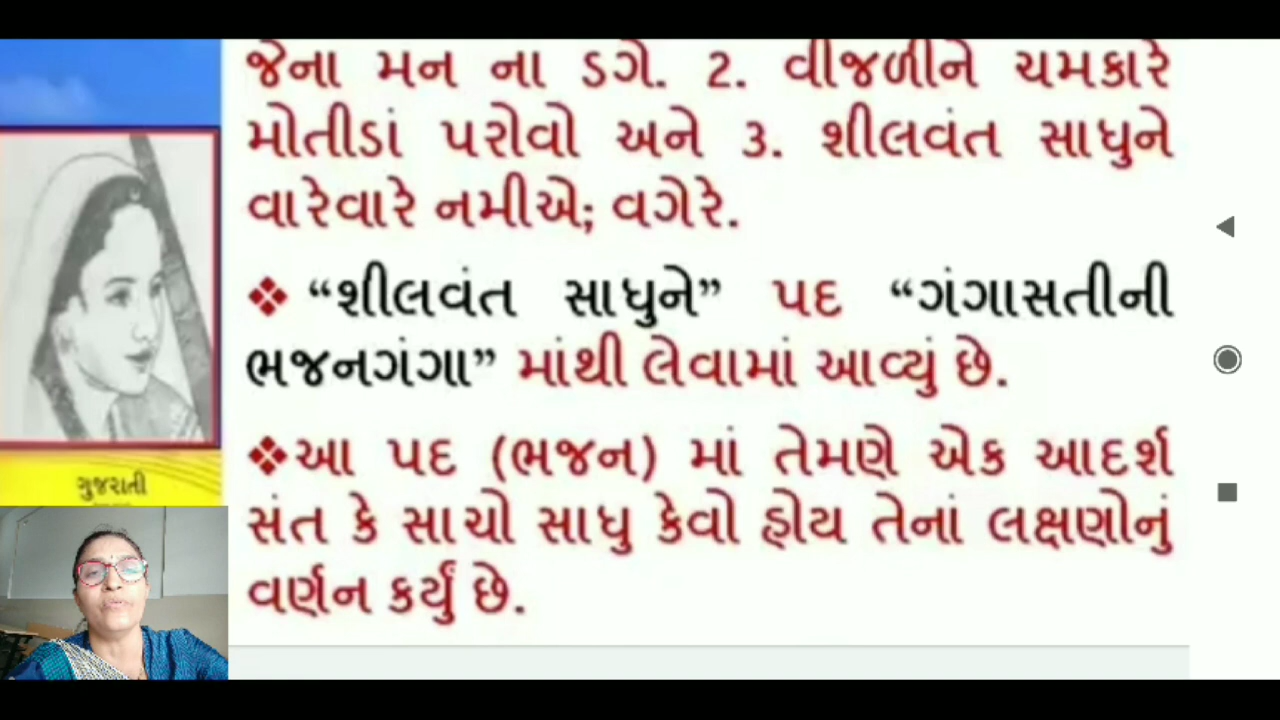 જેના મન ના ડગે. 2. વીજળીને ચમકારે
મોતીડાં પરોવો અને 3. શીલવંત સાધુને
વારેવારે નમીએ; વગેરે.
❖ “શીલવંત સાધુને” પદ “ગંગાસતીની
ભજનગંગા” માંથી લેવામાં આવ્યું છે.
❖આ પદ (ભજન) માં તેમણે એક આદર્શ
સંત કે સાચો સાધુ કેવો હોય તેનાં લક્ષણોનું
વર્ણન કર્યું છે.
ગુજરાતી